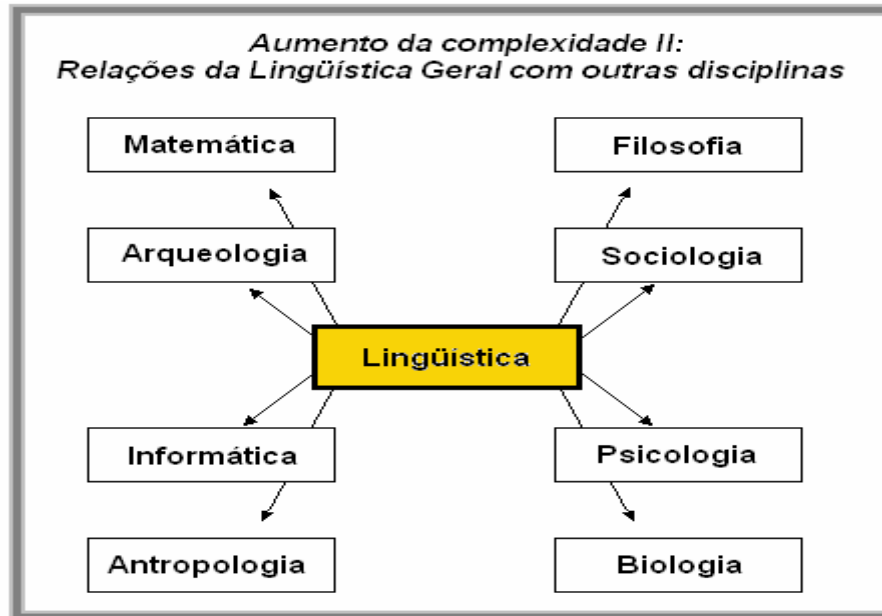 Aumento da complexidade II:
Relações da Lingüística Geral com outras disciplinas
Matemática
Filosofia
Arqueologia
Sociologia
Lingüística
Informática
Psicologia
Antropologia
Biologia